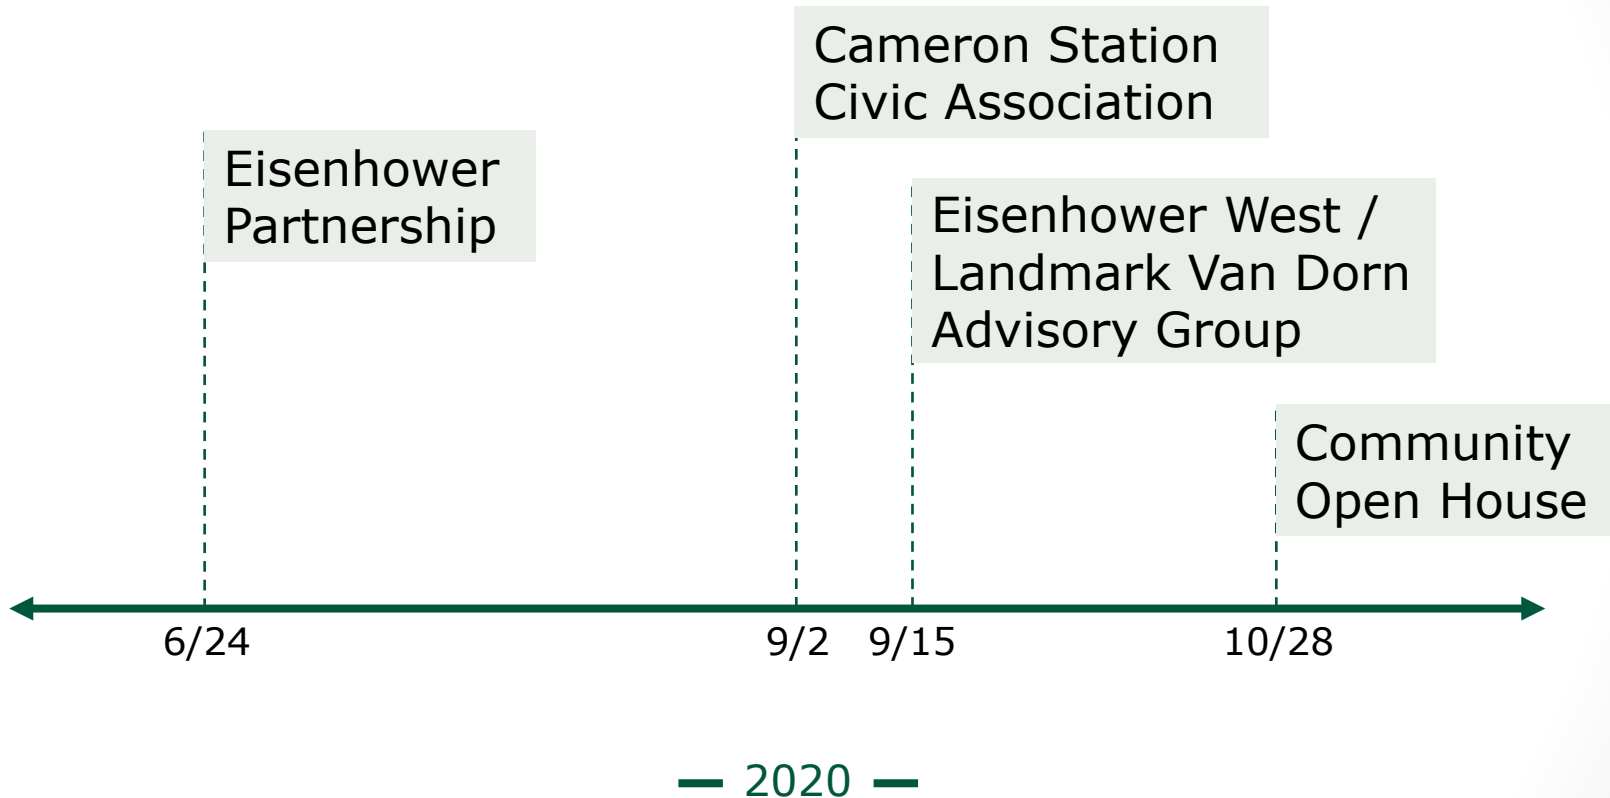 Cameron Station
Civic Association
Eisenhower
Partnership
Eisenhower West /
Landmark Van Dorn
Advisory Group
Community
Open House
6/24
9/2
9/15
10/28
2020